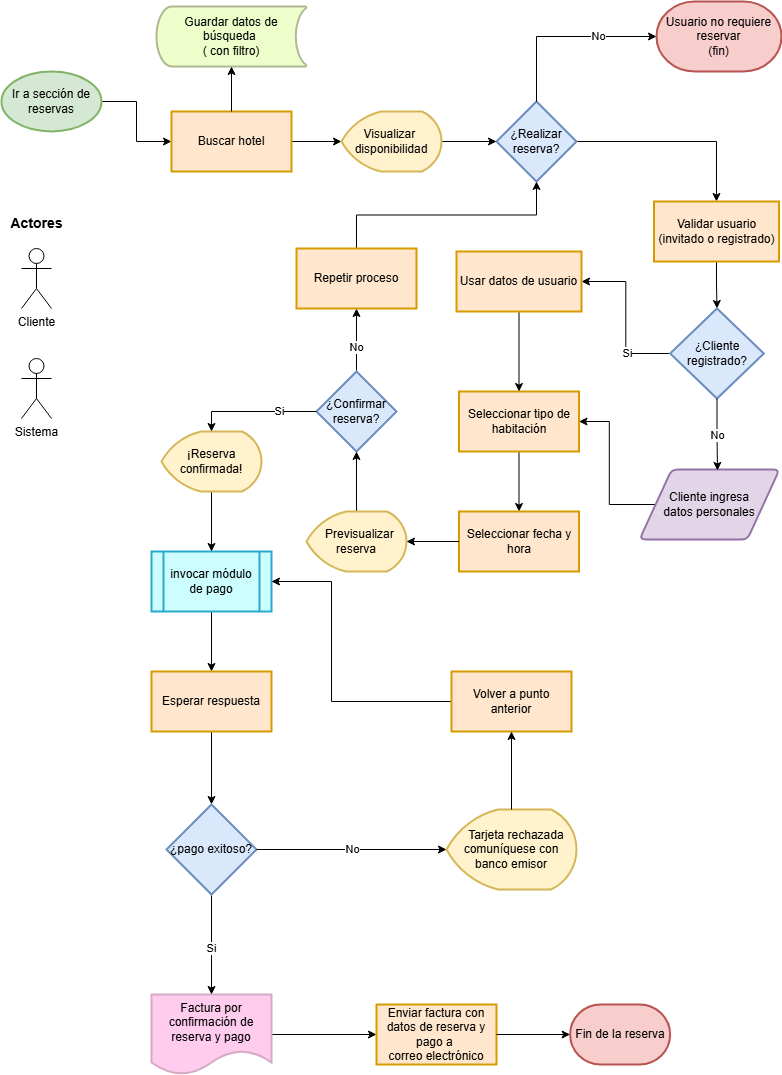 Guardar datos de
búsqueda
( con filtro)
No
Usuario no requiere
reservar
(fin)
Ir a sección de
reservas
Buscar hotel
Visualizar
disponibilidad
¿Realizar
reserva?
Validar usuario
(invitado o registrado)
Actores
Cliente
Sistema
Repetir proceso
Usar datos de usuario
¿Cliente
registrado?
Si
No
No
¿Confirmar
reserva?
Si
Seleccionar tipo de
habitación
¡Reserva
confirmada!
Cliente ingresa
datos personales
Previsualizar
reserva
Seleccionar fecha y
hora
invocar módulo
de pago
Esperar respuesta
Volver a punto
anterior
¿pago exitoso?
No
Tarjeta rechazada
comuníquese con
banco emisor
Si
Factura por
confirmación de
reserva y pago
Enviar factura con
datos de reserva y
pago a
correo electrónico
Fin de la reserva